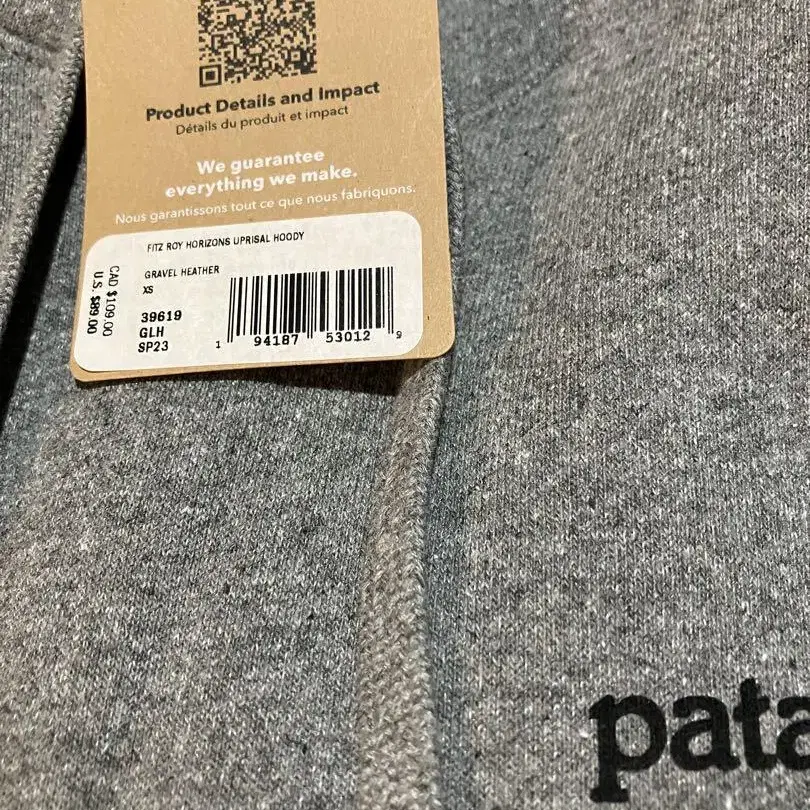 Product Details and Impact
Détails du produit et impact
We guarantee
everything we make.
Nous garantissons tout ce que nous fabriquons.
FITZ ROY HORIZONS UPRISAL HOODY
GRAVEL HEATHER
XS
39619
GLH
SP23
1 94187 53012 9
CAD $109.00
U.S. $89.00
pata